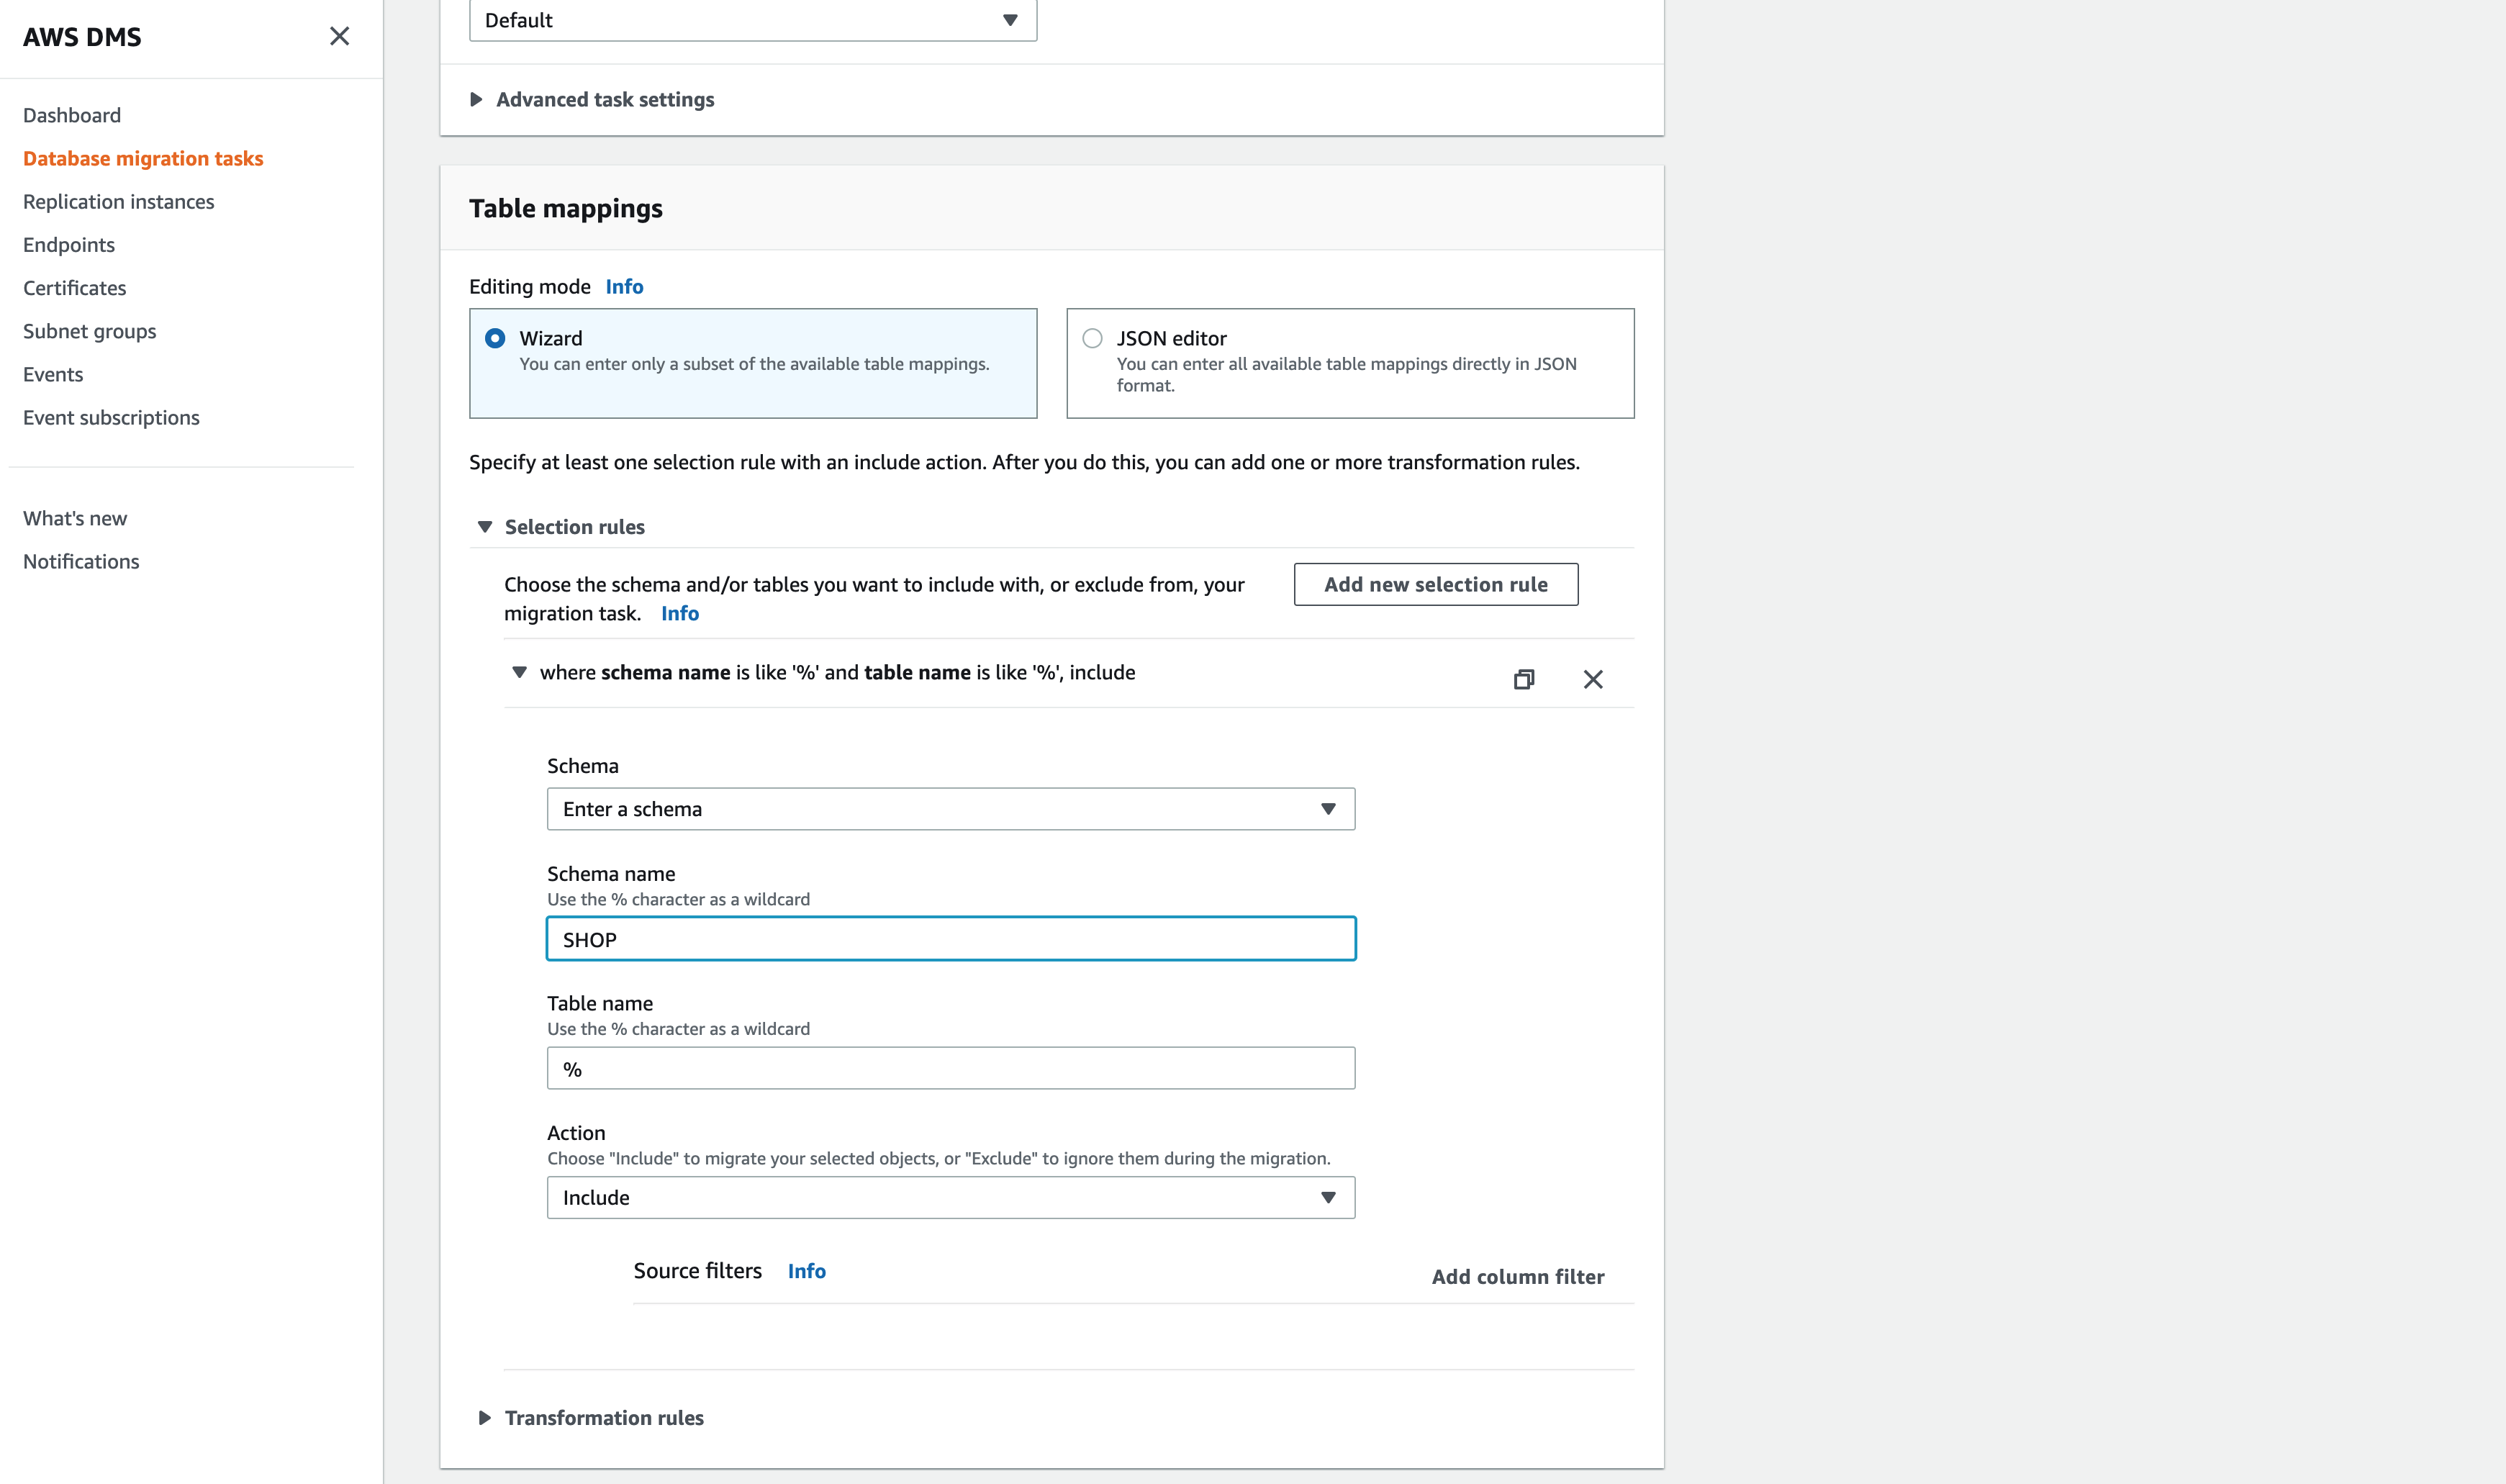 AWS DMS
Dashboard
Database migration tasks
Replication instances
Endpoints
Certificates
Subnet groups
Events
Event subscriptions
What's new
Notifications
Default
Advanced task settings
Table mappings
Editing mode Info
Wizard
You can enter only a subset of the available table mappings.
JSON editor
You can enter all available table mappings directly in JSON
format.
Specify at least one selection rule with an include action. After you do this, you can add one or more transformation rules.
Selection rules
Choose the schema and/or tables you want to include with, or exclude from, your
migration task. Info
Add new selection rule
where schema name is like '%' and table name is like '%', include
Schema
Enter a schema
Schema name
Use the % character as a wildcard
SHOP
Table name
Use the % character as a wildcard
%
Action
Choose "Include" to migrate your selected objects, or "Exclude" to ignore them during the migration.
Include
Source filters Info
Add column filter
Transformation rules